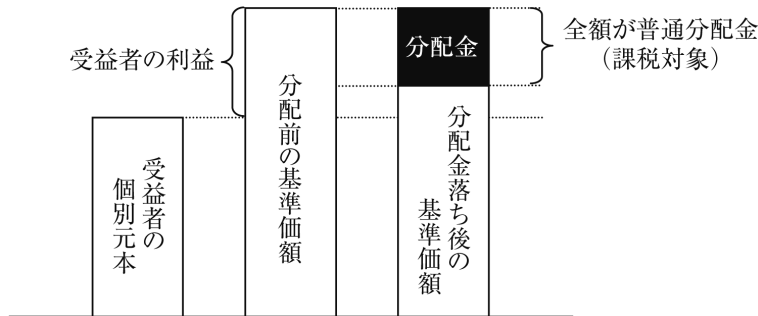 受益者の利益
受益者の
個別元本
分配前の基準価額
分配金
分配金落ち後の
基準価額
全額が普通分配金
（課税対象）